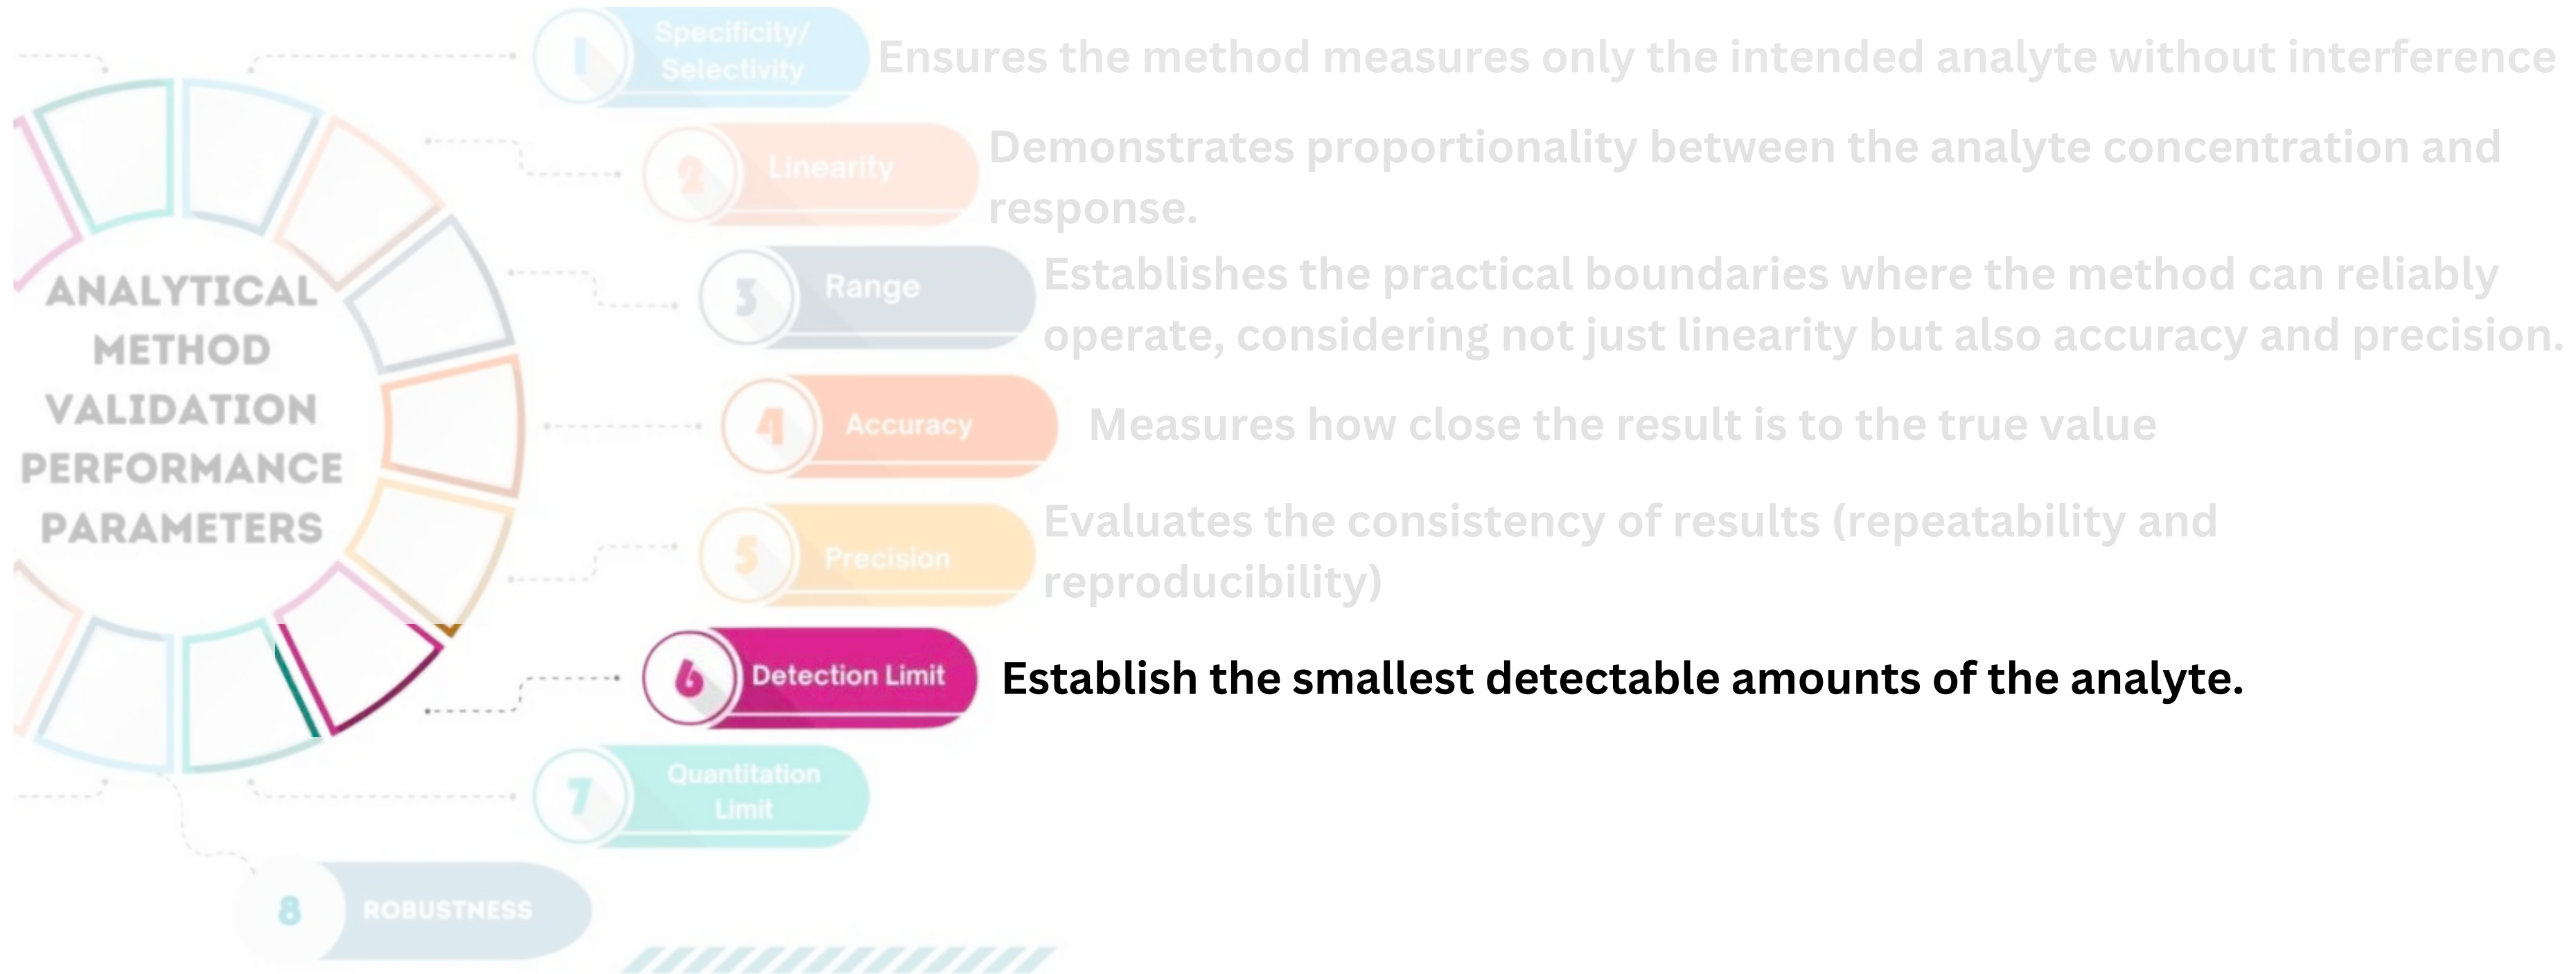 ANALYTICAL
METHOD
VALIDATION
PERFORMANCE
PARAMETERS
1
Specificity/
Selectivity
Ensures the method measures only the intended analyte without interference
2
Linearity
Demonstrates proportionality between the analyte concentration and
response.
3
Range
Establishes the practical boundaries where the method can reliably
operate, considering not just linearity but also accuracy and precision.
4
Accuracy
Measures how close the result is to the true value
5
Precision
Evaluates the consistency of results (repeatability and
reproducibility)
6
Detection Limit
Establish the smallest detectable amounts of the analyte.
7
Quantitation
Limit
8
ROBUSTNESS